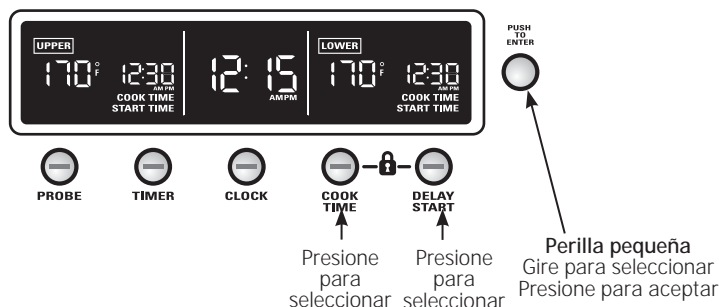 UPPER
170°F
12:30
AM PM
COOK TIME
START TIME
12:15
AM PM
LOWER
170°F
12:30
AM PM
COOK TIME
START TIME
PUSH
TO
ENTER
PROBE
TIMER
CLOCK
COOK
TIME
DELAY
START
Presione
para
seleccionar
Presione
para
seleccionar
Perilla pequeña
Gire para seleccionar
Presione para aceptar